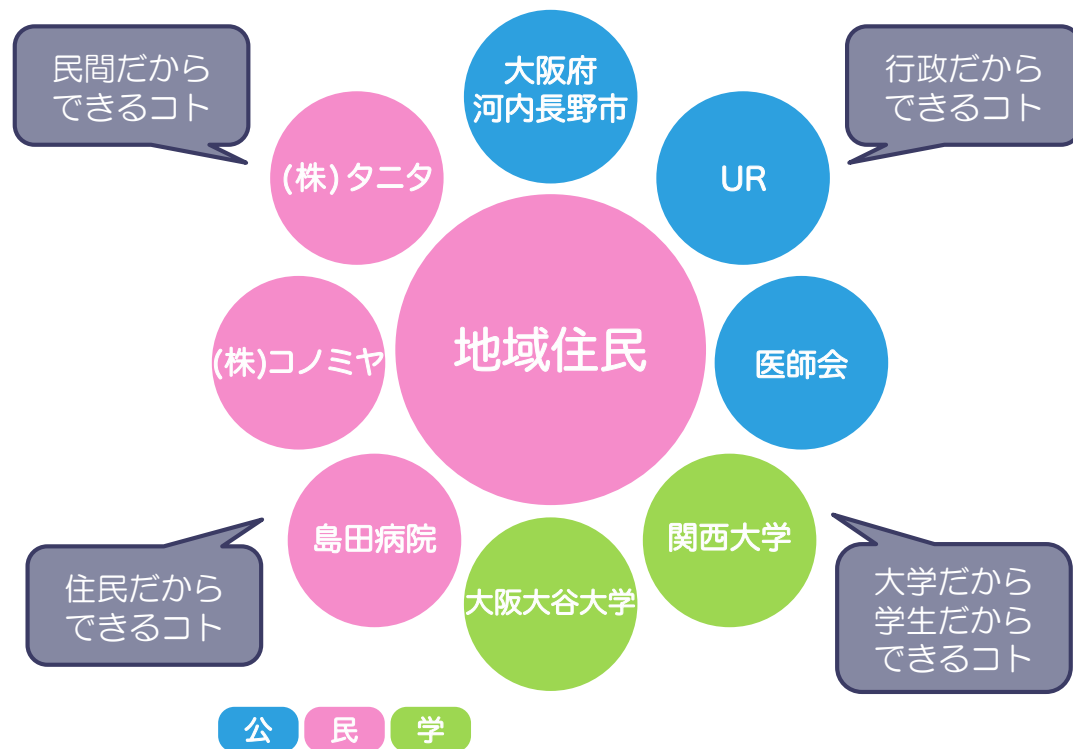 民間だから
できるコト
大阪府
河内長野市
行政だから
できるコト
(株)タニタ
UR
(株)コノミヤ
地域住民
医師会
島田病院
大阪大谷大学
関西大学
住民だから
できるコト
大学だから
学生だから
できるコト
公
民
学